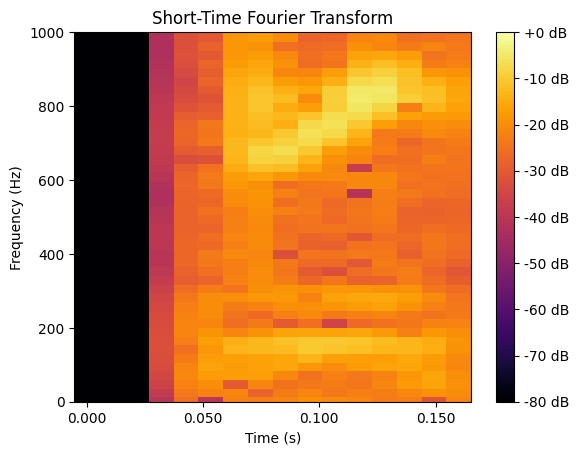 Short-Time Fourier Transform
Frequency (Hz)
1000
800
600
400
200
0
0.000
0.050
0.100
0.150
Time (s)
+0 dB
-10 dB
-20 dB
-30 dB
-40 dB
-50 dB
-60 dB
-70 dB
-80 dB